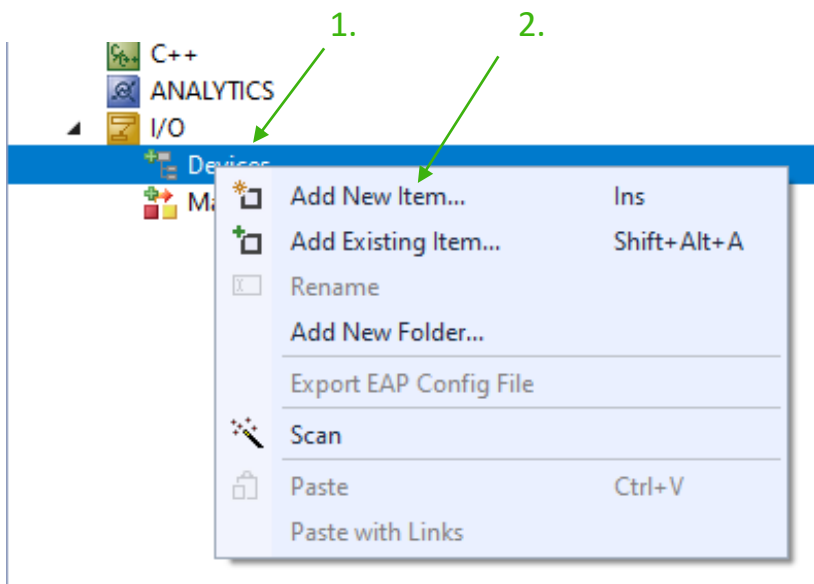 1. 2.
C++
ANALYTICS
I/O
Devices
Add New Item... Ins
Add Existing Item... Shift+Alt+A
Rename
Add New Folder...
Export EAP Config File
Scan
Paste Ctrl+V
Paste with Links